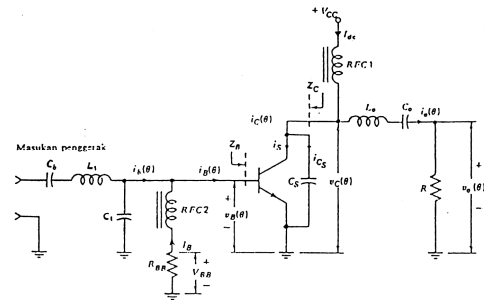 + V_CC
I_dc
RFC1
Z_C
L_o
C_o
i_o(θ)
i_C(θ)
Masukan penggerak
C_b
L_1
i_b(θ)
Z_B
i_B(θ)
i_S
i_CS
C_S
C_1
RFC2
+
v_B(θ)
−
v_C(θ)
R
+
v_o(θ)
−
I_B
R_BB
+
V_BB
−